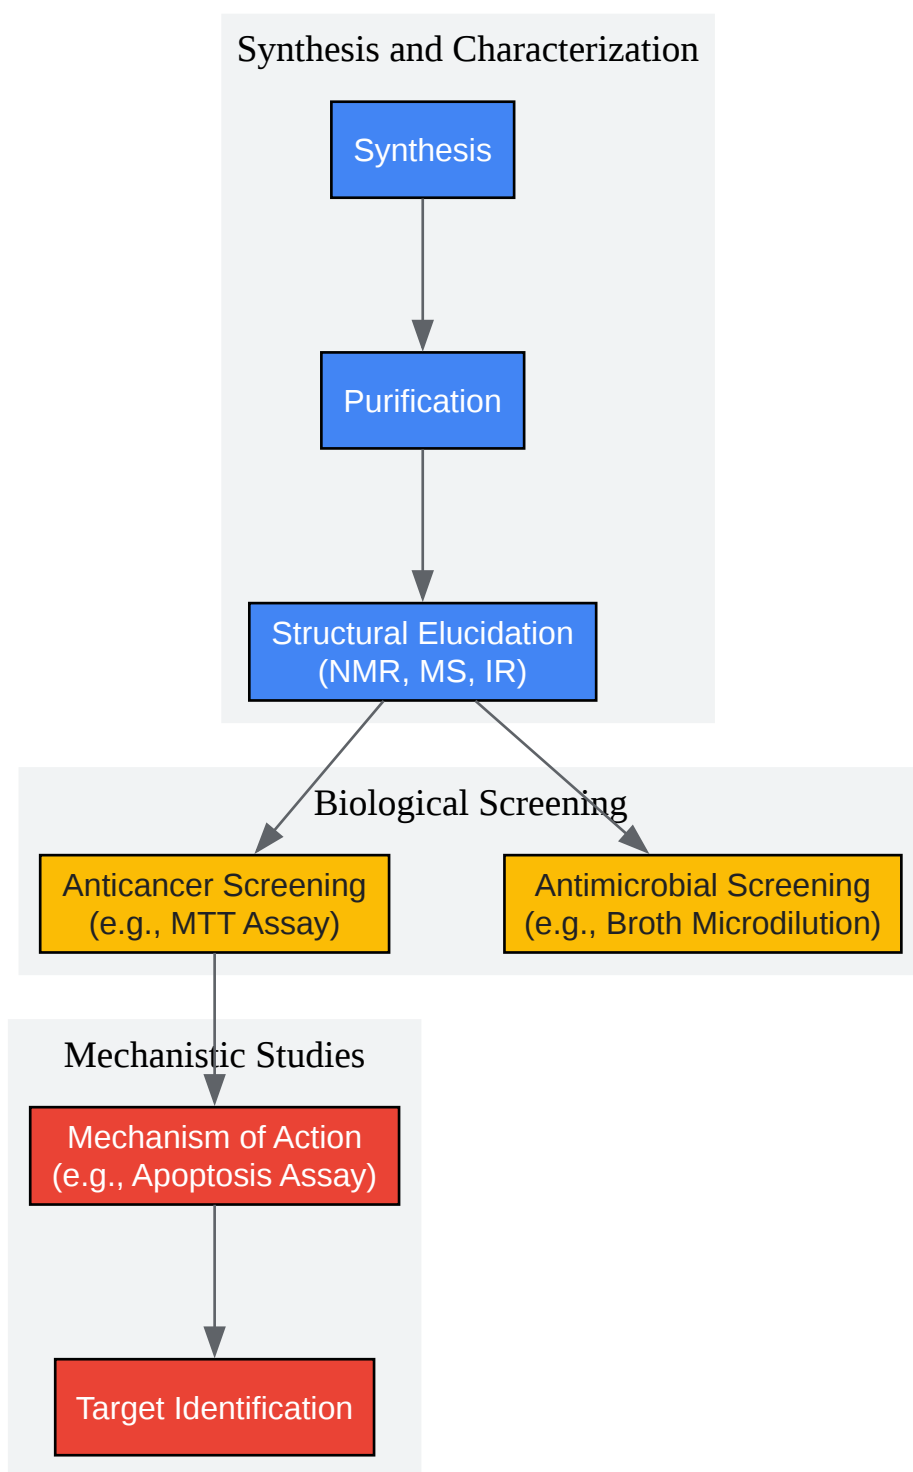 Synthesis and Characterization
Synthesis
Purification
Structural Elucidation
(NMR, MS, IR)
Biological Screening
Anticancer Screening
(e.g., MTT Assay)
Antimicrobial Screening
(e.g., Broth Microdilution)
Mechanistic Studies
Mechanism of Action
(e.g., Apoptosis Assay)
Target Identification